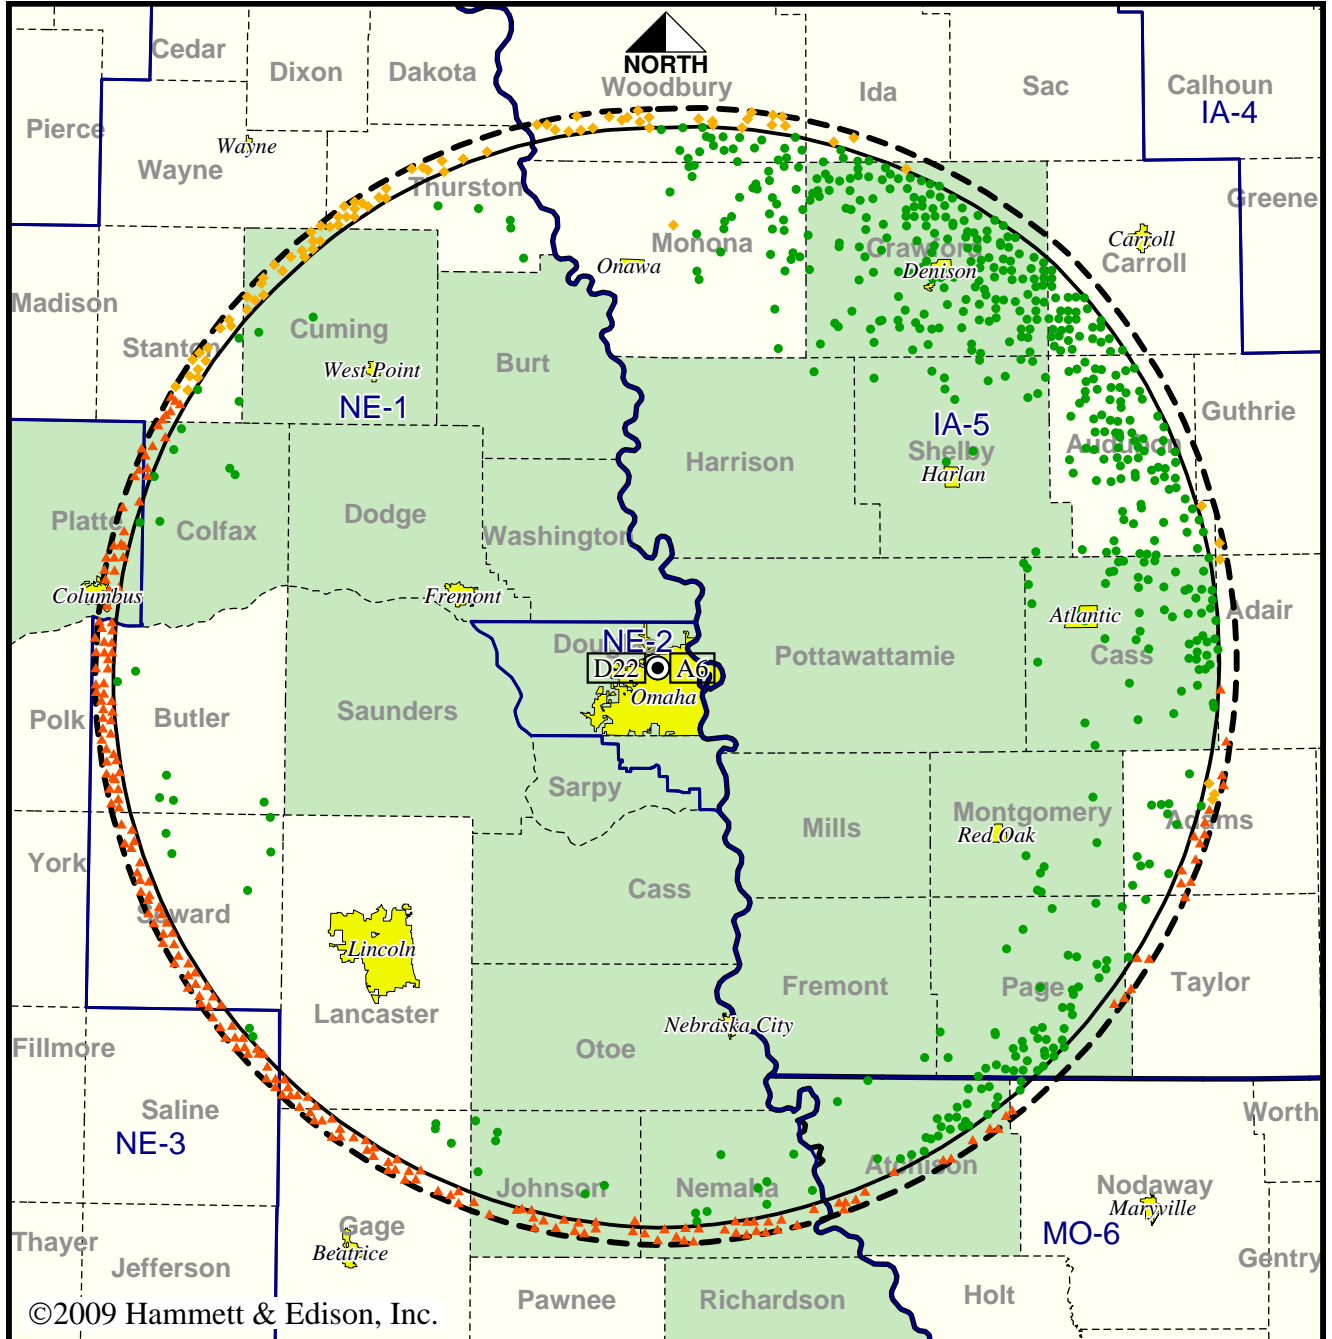 NORTH
Cedar
Dixon
Dakota
Woodbury
Ida
Sac
Calhoun
IA-4
Pierce
Wayne
Wayne
Thurston
Greene
Monona
Onawa
Crawford
Denison
Carroll
Carroll
Madison
Stanton
Cuming
West Point
NE-1
Burt
Guthrie
IA-5
Shelby
Harlan
Audubon
Harrison
Platte
Colfax
Dodge
Washington
Columbus
Fremont
Douglas
NE-2
D22
A6
Omaha
Pottawattamie
Atlantic
Cass
Adair
Polk
Butler
Saunders
Sarpy
Mills
Montgomery
Red Oak
Adams
York
Seward
Cass
Lincoln
Lancaster
Fremont
Page
Taylor
Nebraska City
Otoe
Fillmore
Saline
NE-3
Worth
Johnson
Nemaha
Atchison
Nodaway
Maryville
MO-6
Gage
Beatrice
Thayer
Jefferson
Gentry
Pawnee
Richardson
Holt
©2009 Hammett & Edison, Inc.